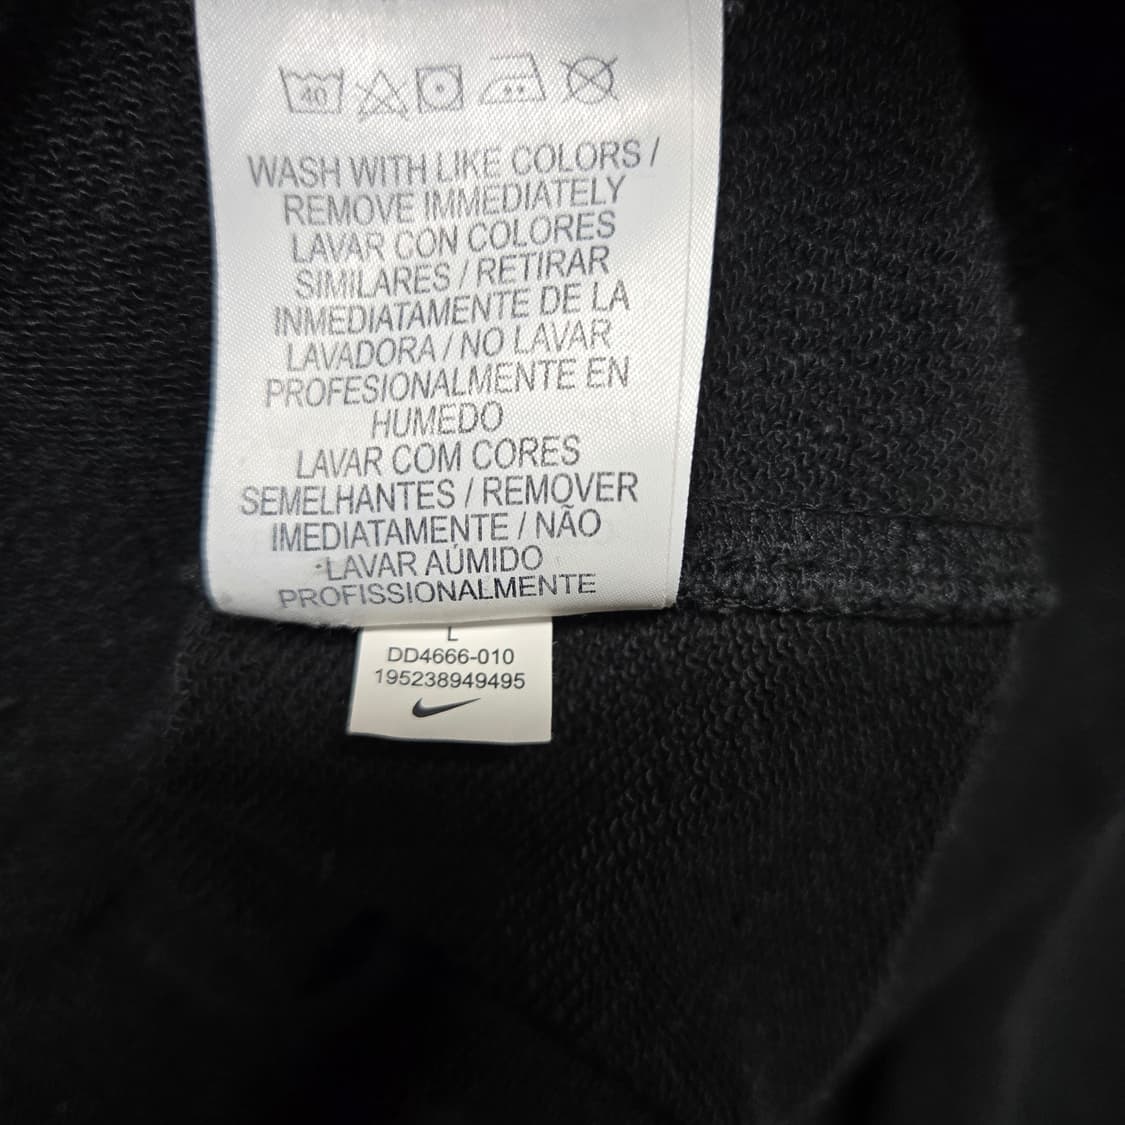 40
WASH WITH LIKE COLORS /
REMOVE IMMEDIATELY
LAVAR CON COLORES
SIMILARES / RETIRAR
INMEDIATAMENTE DE LA
LAVADORA / NO LAVAR
PROFESIONALMENTE EN
HUMEDO
LAVAR COM CORES
SEMELHANTES / REMOVER
IMEDIATAMENTE / NÃO
LAVAR AÚMIDO
PROFISSIONALMENTE
L
DD4666-010
195238949495